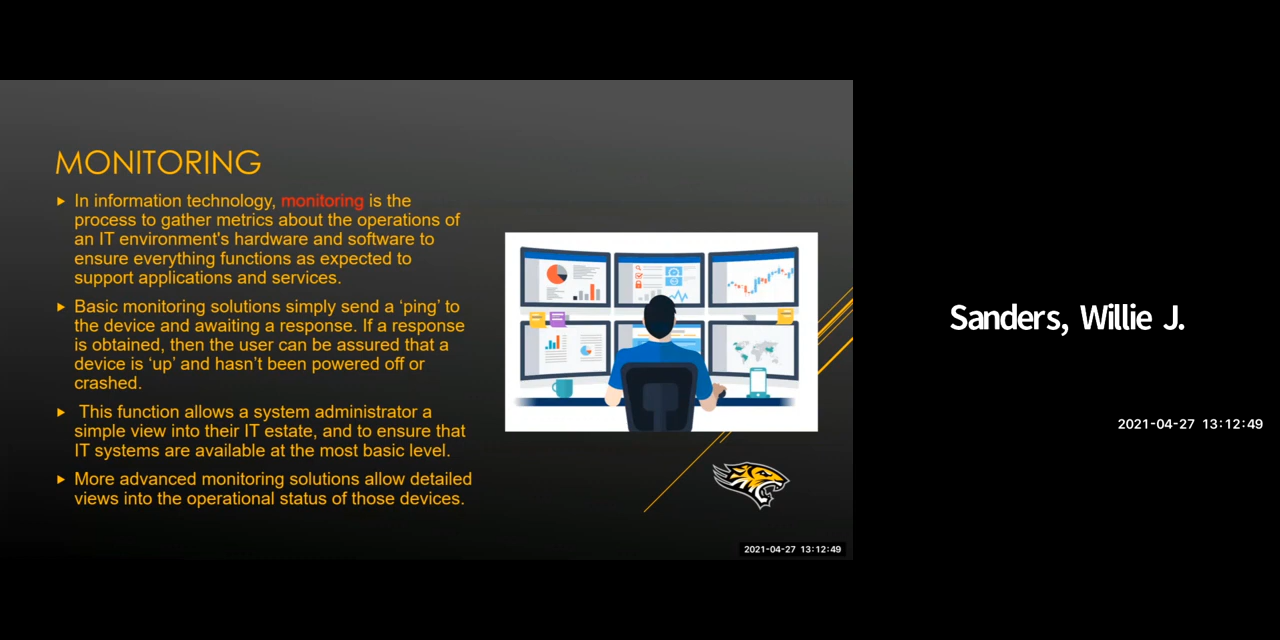 MONITORING
In information technology, monitoring is the
process to gather metrics about the operations of
an IT environment's hardware and software to
ensure everything functions as expected to
support applications and services.
Basic monitoring solutions simply send a ‘ping’ to
the device and awaiting a response. If a response
is obtained, then the user can be assured that a
device is ‘up’ and hasn’t been powered off or
crashed.
This function allows a system administrator a
simple view into their IT estate, and to ensure that
IT systems are available at the most basic level.
More advanced monitoring solutions allow detailed
views into the operational status of those devices.
2021-04-27 13:12:49
Sanders, Willie J.
2021-04-27 13:12:49